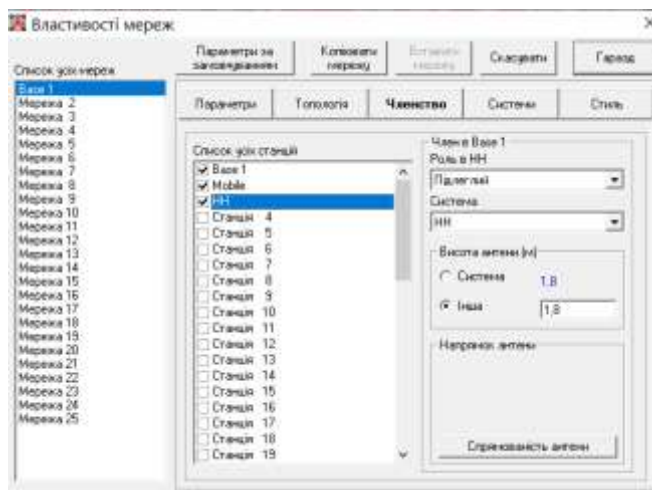 Властивості мереж
Параметри за замовчуванням
Копіювати мережу
Вставити мережу
Скасувати
Гаразд
Список усіх мереж
Base 1
Мережа 2
Мережа 3
Мережа 4
Мережа 5
Мережа 6
Мережа 7
Мережа 8
Мережа 9
Мережа 10
Мережа 11
Мережа 12
Мережа 13
Мережа 14
Мережа 15
Мережа 16
Мережа 17
Мережа 18
Мережа 19
Мережа 20
Мережа 21
Мережа 22
Мережа 23
Мережа 24
Мережа 25
Параметри
Топологія
Членство
Системи
Стиль
Список усіх станцій
Base 1
Mobile
HH
Станція 4
Станція 5
Станція 6
Станція 7
Станція 8
Станція 9
Станція 10
Станція 11
Станція 12
Станція 13
Станція 14
Станція 15
Станція 16
Станція 17
Станція 18
Станція 19
Член в Base 1
Роль в HH
Підлеглий
Система
HH
Висота антени (м)
Система 1,8
Інша 1,8
Напрямок антени
Спрямованість антени